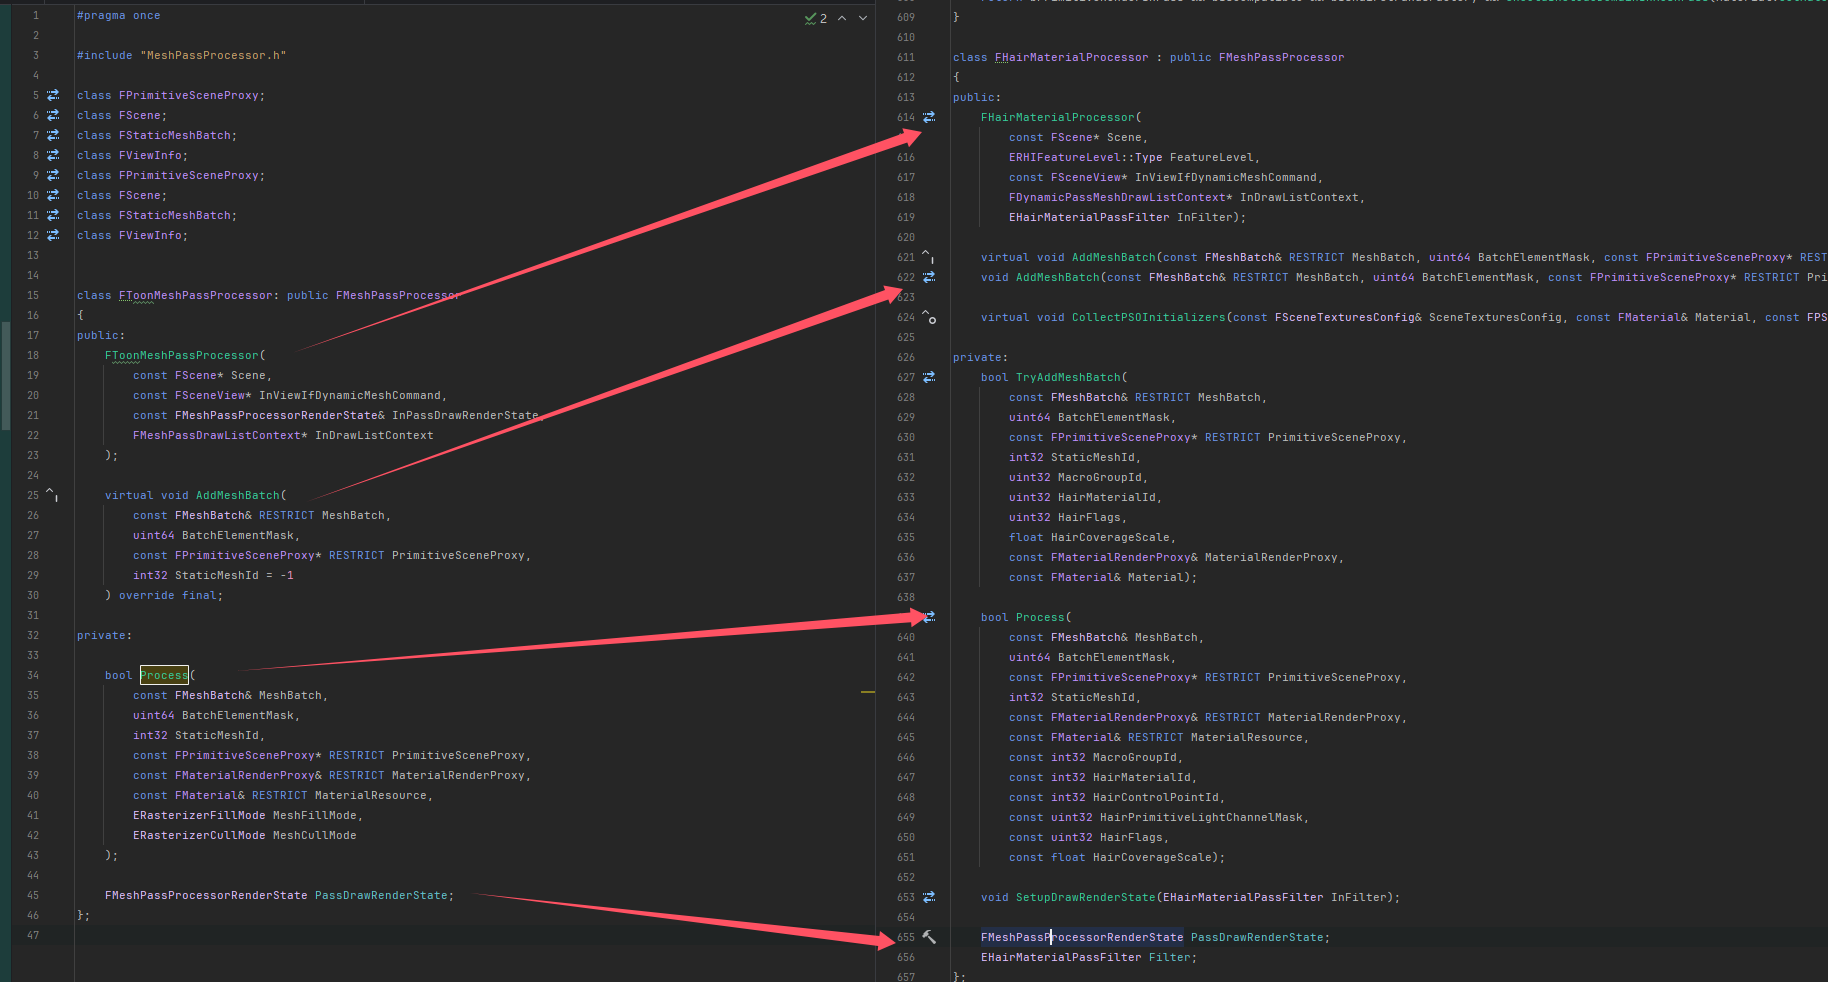 1 #pragma once
2
3 #include "MeshPassProcessor.h"
4
5 class FPrimitiveSceneProxy;
6 class FScene;
7 class FStaticMeshBatch;
8 class FViewInfo;
9 class FPrimitiveSceneProxy;
10 class FScene;
11 class FStaticMeshBatch;
12 class FViewInfo;
13
14
15 class FToonMeshPassProcessor: public FMeshPassProcessor
16 {
17 public:
18 FToonMeshPassProcessor(
19 const FScene* Scene,
20 const FSceneView* InViewIfDynamicMeshCommand,
21 const FMeshPassProcessorRenderState& InPassDrawRenderState,
22 FMeshPassDrawListContext* InDrawListContext
23 );
24
25 virtual void AddMeshBatch(
26 const FMeshBatch& RESTRICT MeshBatch,
27 uint64 BatchElementMask,
28 const FPrimitiveSceneProxy* RESTRICT PrimitiveSceneProxy,
29 int32 StaticMeshId = -1
30 ) override final;
31
32 private:
33
34 bool Process(
35 const FMeshBatch& MeshBatch,
36 uint64 BatchElementMask,
37 int32 StaticMeshId,
38 const FPrimitiveSceneProxy* RESTRICT PrimitiveSceneProxy,
39 const FMaterialRenderProxy& RESTRICT MaterialRenderProxy,
40 const FMaterial& RESTRICT MaterialResource,
41 ERasterizerFillMode MeshFillMode,
42 ERasterizerCullMode MeshCullMode
43 );
44
45 FMeshPassProcessorRenderState PassDrawRenderState;
46 };
47
2
609 }
610
611 class FHairMaterialProcessor : public FMeshPassProcessor
612 {
613 public:
614 FHairMaterialProcessor(
const FScene* Scene,
616 ERHIFeatureLevel::Type FeatureLevel,
617 const FSceneView* InViewIfDynamicMeshCommand,
618 FDynamicPassMeshDrawListContext* InDrawListContext,
619 EHairMaterialPassFilter InFilter);
620
621 virtual void AddMeshBatch(const FMeshBatch& RESTRICT MeshBatch, uint64 BatchElementMask, const FPrimitiveSceneProxy* REST
622 void AddMeshBatch(const FMeshBatch& RESTRICT MeshBatch, uint64 BatchElementMask, const FPrimitiveSceneProxy* RESTRICT Pri
623
624 virtual void CollectPSOInitializers(const FSceneTexturesConfig& SceneTexturesConfig, const FMaterial& Material, const FPS
625
626 private:
627 bool TryAddMeshBatch(
628 const FMeshBatch& RESTRICT MeshBatch,
629 uint64 BatchElementMask,
630 const FPrimitiveSceneProxy* RESTRICT PrimitiveSceneProxy,
631 int32 StaticMeshId,
632 uint32 MacroGroupId,
633 uint32 HairMaterialId,
634 uint32 HairFlags,
635 float HairCoverageScale,
636 const FMaterialRenderProxy& MaterialRenderProxy,
637 const FMaterial& Material);
638
bool Process(
640 const FMeshBatch& MeshBatch,
641 uint64 BatchElementMask,
642 const FPrimitiveSceneProxy* RESTRICT PrimitiveSceneProxy,
643 int32 StaticMeshId,
644 const FMaterialRenderProxy& RESTRICT MaterialRenderProxy,
645 const FMaterial& RESTRICT MaterialResource,
646 const int32 MacroGroupId,
647 const int32 HairMaterialId,
648 const int32 HairControlPointId,
649 const uint32 HairPrimitiveLightChannelMask,
650 const uint32 HairFlags,
651 const float HairCoverageScale);
652
653 void SetupDrawRenderState(EHairMaterialPassFilter InFilter);
654
655 FMeshPassProcessorRenderState PassDrawRenderState;
656 EHairMaterialPassFilter Filter;
657 };